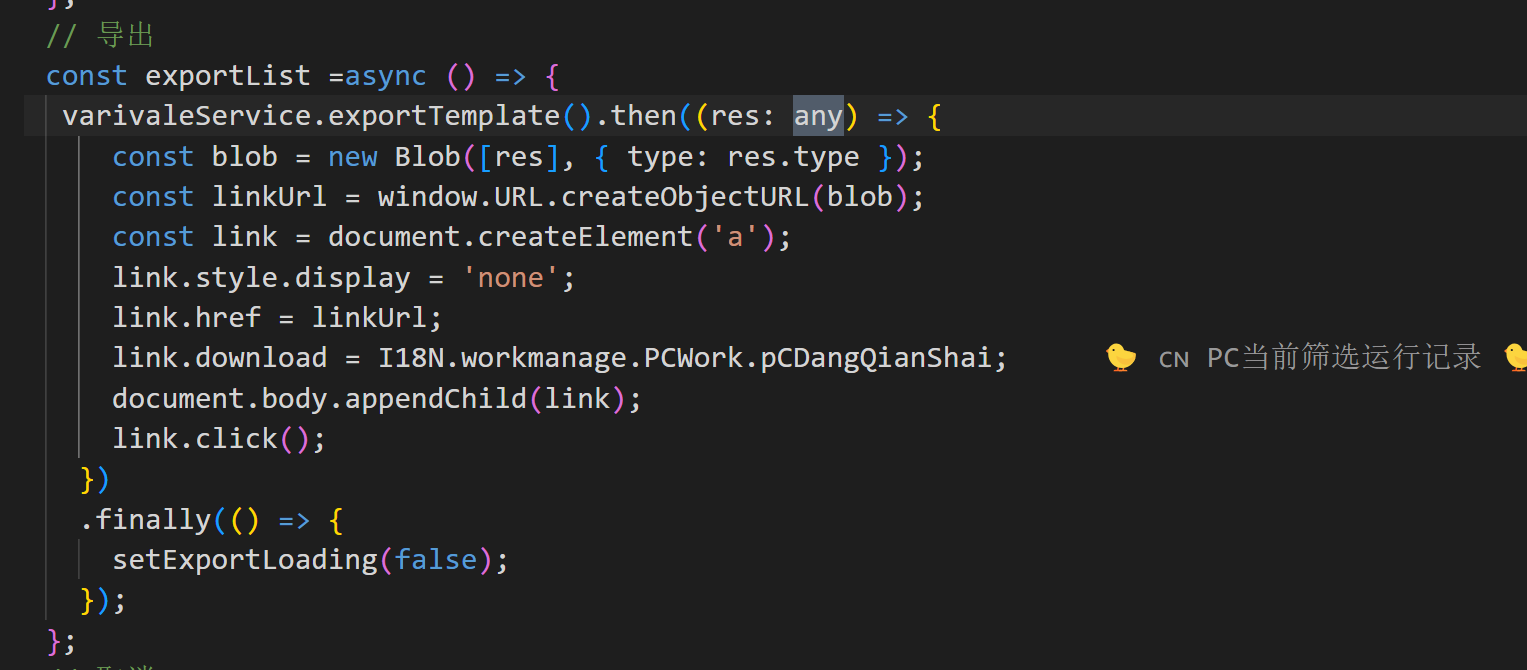 };
// 导出
const exportList =async () => {
varivaleService.exportTemplate().then((res: any) => {
const blob = new Blob([res], { type: res.type });
const linkUrl = window.URL.createObjectURL(blob);
const link = document.createElement('a');
link.style.display = 'none';
link.href = linkUrl;
link.download = I18N.workmanage.PCWork.pCDangQianShai; 🐤 CN PC当前筛选运行记录 🐤
document.body.appendChild(link);
link.click();
})
.finally(() => {
setExportLoading(false);
});
};